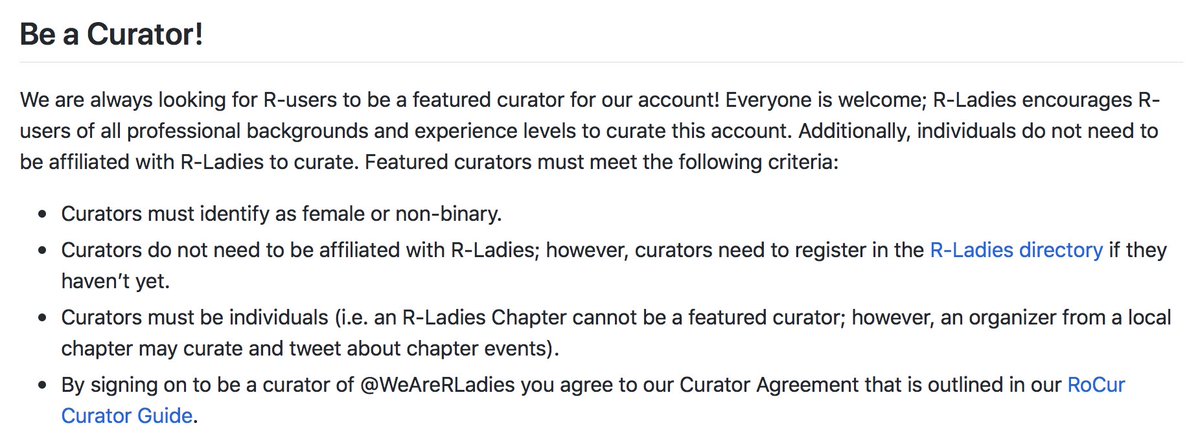 Be a Curator!
We are always looking for R-users to be a featured curator for our account! Everyone is welcome; R-Ladies encourages R-
users of all professional backgrounds and experience levels to curate this account. Additionally, individuals do not need to
be affiliated with R-Ladies to curate. Featured curators must meet the following criteria:
• Curators must identify as female or non-binary.
• Curators do not need to be affiliated with R-Ladies; however, curators need to register in the R-Ladies directory if they
haven’t yet.
• Curators must be individuals (i.e. an R-Ladies Chapter cannot be a featured curator; however, an organizer from a local
chapter may curate and tweet about chapter events).
• By signing on to be a curator of @WeAreRLadies you agree to our Curator Agreement that is outlined in our RoCur
Curator Guide.